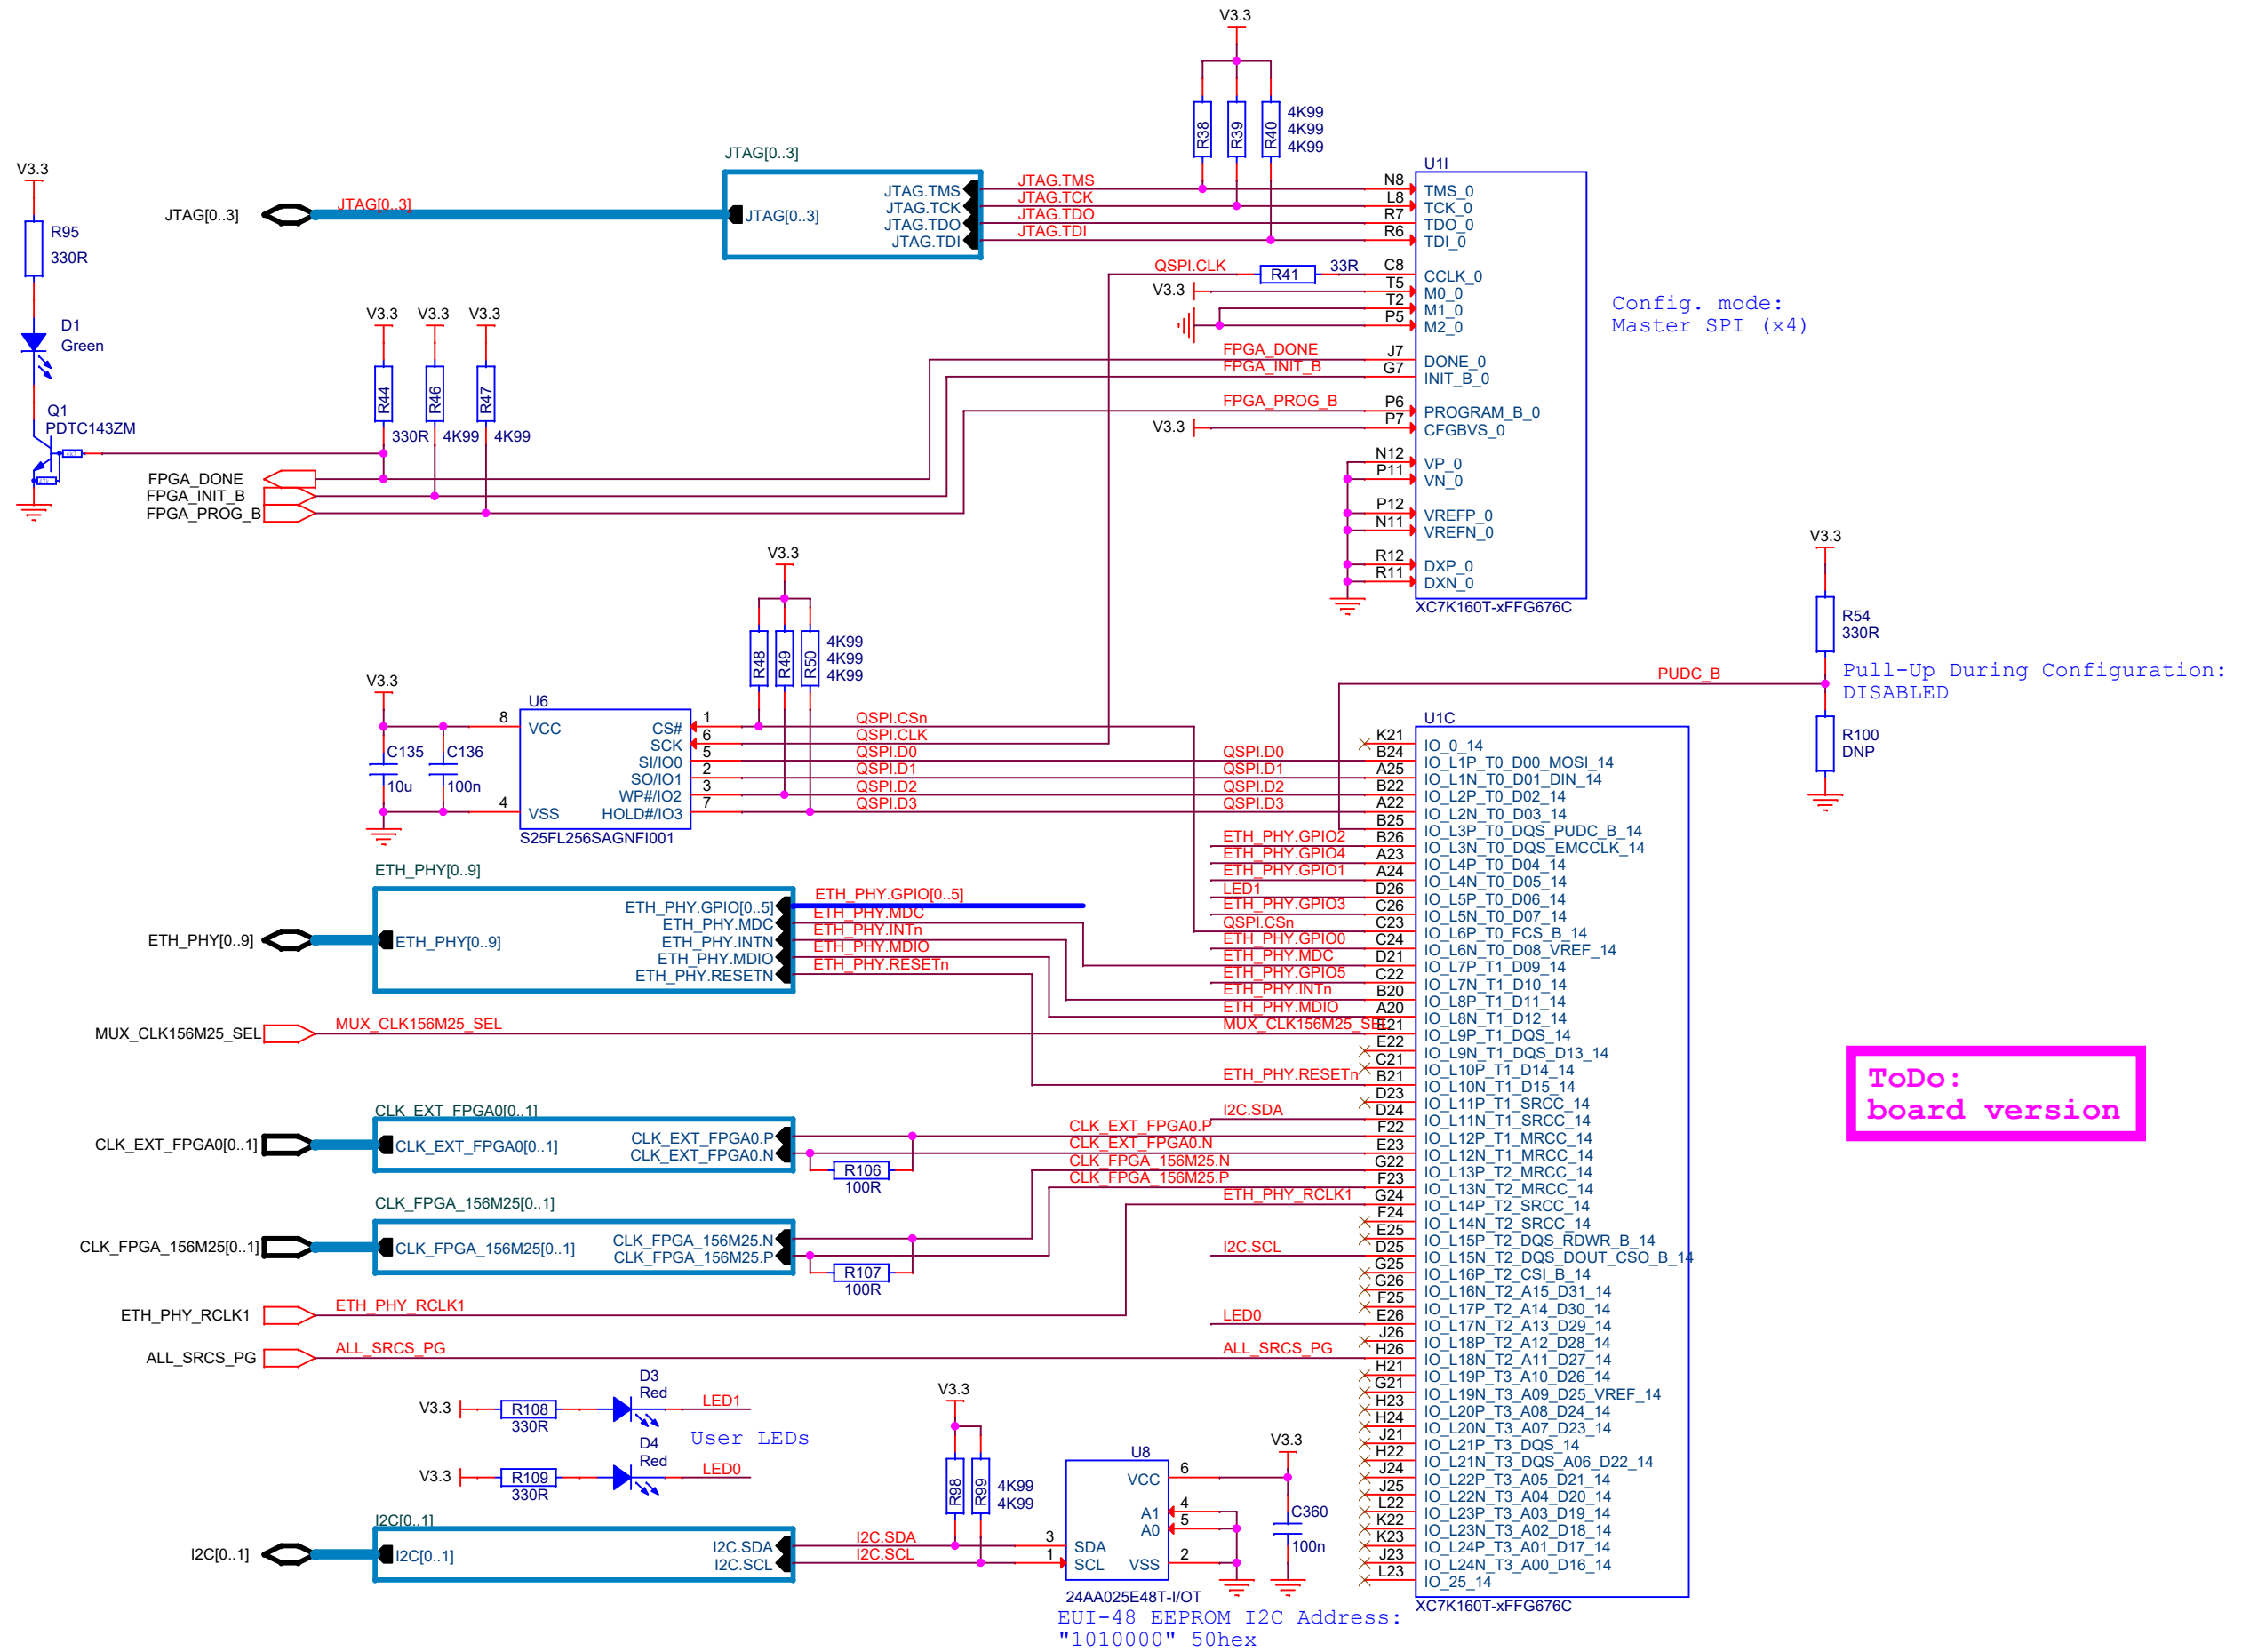 V3.3
R38
R39
R40
4K99
4K99
4K99
V3.3
R95
330R
D1
Green
Q1
PDTC143ZM
JTAG[0..3]
JTAG[0..3]
JTAG[0..3]
JTAG[0..3]
JTAG.TMS
JTAG.TCK
JTAG.TDO
JTAG.TDI
JTAG.TMS
JTAG.TCK
JTAG.TDO
JTAG.TDI
QSPI.CLK
R41
33R
V3.3
FPGA_DONE
FPGA_INIT_B
FPGA_PROG_B
V3.3
U1I
N8 TMS_0
L8 TCK_0
R7 TDO_0
R6 TDI_0
C8 CCLK_0
T5 M0_0
T2 M1_0
P5 M2_0
J7 DONE_0
G7 INIT_B_0
P6 PROGRAM_B_0
P7 CFGBVS_0
N12 VP_0
P11 VN_0
P12 VREFP_0
N11 VREFN_0
R12 DXP_0
R11 DXN_0
XC7K160T-xFFG676C
Config. mode:
Master SPI (x4)
V3.3 V3.3 V3.3
R44
R46
R47
330R 4K99 4K99
FPGA_DONE
FPGA_INIT_B
FPGA_PROG_B
V3.3
R54
330R
PUDC_B
Pull-Up During Configuration:
DISABLED
R100
DNP
V3.3
R48
R49
R50
4K99
4K99
4K99
V3.3
C135
10u
C136
100n
U6
8 VCC
4 VSS
CS# 1
SCK 6
SI/IO0 5
SO/IO1 2
WP#/IO2 3
HOLD#/IO3 7
S25FL256SAGNFI001
QSPI.CSn
QSPI.CLK
QSPI.D0
QSPI.D1
QSPI.D2
QSPI.D3
QSPI.D0
QSPI.D1
QSPI.D2
QSPI.D3
ETH_PHY.GPIO2
ETH_PHY.GPIO4
ETH_PHY.GPIO1
LED1
ETH_PHY.GPIO3
QSPI.CSn
ETH_PHY.GPIO0
ETH_PHY.MDC
ETH_PHY.GPIO5
ETH_PHY.INTn
ETH_PHY.MDIO
MUX_CLK156M25_SEL
ETH_PHY.RESETn
I2C.SDA
CLK_EXT_FPGA0.P
CLK_EXT_FPGA0.N
CLK_FPGA_156M25.N
CLK_FPGA_156M25.P
ETH_PHY_RCLK1
I2C.SCL
LED0
ALL_SRCS_PG
U1C
K21 IO_0_14
B24 IO_L1P_T0_D00_MOSI_14
A25 IO_L1N_T0_D01_DIN_14
B22 IO_L2P_T0_D02_14
A22 IO_L2N_T0_D03_14
B25 IO_L3P_T0_DQS_PUDC_B_14
B26 IO_L3N_T0_DQS_EMCCLK_14
A23 IO_L4P_T0_D04_14
A24 IO_L4N_T0_D05_14
D26 IO_L5P_T0_D06_14
C26 IO_L5N_T0_D07_14
C23 IO_L6P_T0_FCS_B_14
C24 IO_L6N_T0_D08_VREF_14
D21 IO_L7P_T1_D09_14
C22 IO_L7N_T1_D10_14
B20 IO_L8P_T1_D11_14
A20 IO_L8N_T1_D12_14
E21 IO_L9P_T1_DQS_14
E22 IO_L9N_T1_DQS_D13_14
C21 IO_L10P_T1_D14_14
B21 IO_L10N_T1_D15_14
D23 IO_L11P_T1_SRCC_14
D24 IO_L11N_T1_SRCC_14
F22 IO_L12P_T1_MRCC_14
E23 IO_L12N_T1_MRCC_14
G22 IO_L13P_T2_MRCC_14
F23 IO_L13N_T2_MRCC_14
G24 IO_L14P_T2_SRCC_14
F24 IO_L14N_T2_SRCC_14
E25 IO_L15P_T2_DQS_RDWR_B_14
D25 IO_L15N_T2_DQS_DOUT_CSO_B_14
G25 IO_L16P_T2_CSI_B_14
G26 IO_L16N_T2_A15_D31_14
F25 IO_L17P_T2_A14_D30_14
E26 IO_L17N_T2_A13_D29_14
J26 IO_L18P_T2_A12_D28_14
H26 IO_L18N_T2_A11_D27_14
H21 IO_L19P_T3_A10_D26_14
G21 IO_L19N_T3_A09_D25_VREF_14
H23 IO_L20P_T3_A08_D24_14
H24 IO_L20N_T3_A07_D23_14
J21 IO_L21P_T3_DQS_14
H22 IO_L21N_T3_DQS_A06_D22_14
J24 IO_L22P_T3_A05_D21_14
J25 IO_L22N_T3_A04_D20_14
L22 IO_L23P_T3_A03_D19_14
K22 IO_L23N_T3_A02_D18_14
K23 IO_L24P_T3_A01_D17_14
J23 IO_L24N_T3_A00_D16_14
L23 IO_25_14
XC7K160T-xFFG676C
ToDo:
board version
ETH_PHY[0..9]
ETH_PHY[0..9]
ETH_PHY[0..9]
ETH_PHY.GPIO[0..5]
ETH_PHY.MDC
ETH_PHY.INTN
ETH_PHY.MDIO
ETH_PHY.RESETN
ETH_PHY.GPIO[0..5]
ETH_PHY.MDC
ETH_PHY.INTn
ETH_PHY.MDIO
ETH_PHY.RESETn
MUX_CLK156M25_SEL
MUX_CLK156M25_SEL
CLK_EXT_FPGA0[0..1]
CLK_EXT_FPGA0[0..1]
CLK_EXT_FPGA0[0..1]
CLK_EXT_FPGA0.P
CLK_EXT_FPGA0.N
R106
100R
CLK_FPGA_156M25[0..1]
CLK_FPGA_156M25[0..1]
CLK_FPGA_156M25[0..1]
CLK_FPGA_156M25.N
CLK_FPGA_156M25.P
R107
100R
ETH_PHY_RCLK1
ETH_PHY_RCLK1
ALL_SRCS_PG
ALL_SRCS_PG
D3
Red
V3.3
R108
330R
LED1
User LEDs
D4
Red
V3.3
R109
330R
LED0
V3.3
R98
R99
4K99
4K99
I2C[0..1]
I2C[0..1]
I2C[0..1]
I2C.SDA
I2C.SCL
I2C.SDA
I2C.SCL
U8
VCC 6
A1 4
A0 5
3 SDA
1 SCL
VSS 2
24AA025E48T-I/OT
V3.3
C360
100n
EUI-48 EEPROM I2C Address:
"1010000" 50hex